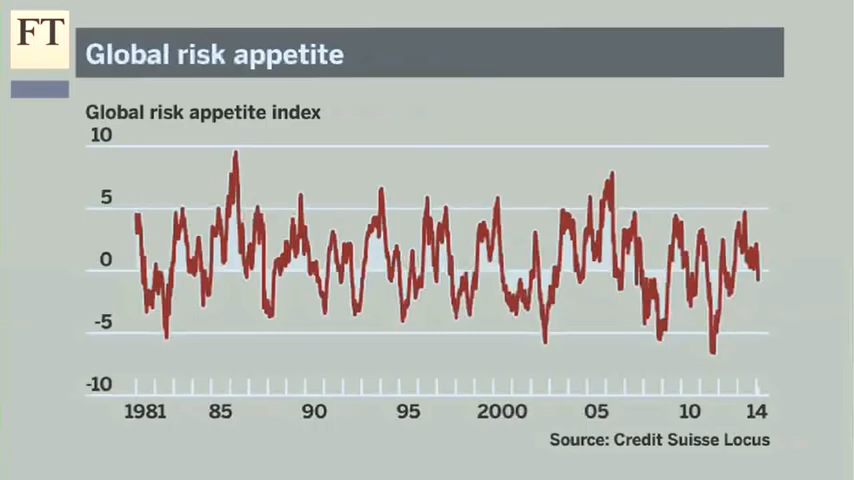 FT
Global risk appetite
Global risk appetite index
10
5
0
-5
-10
1981 85 90 95 2000 05 10 14
Source: Credit Suisse Locus